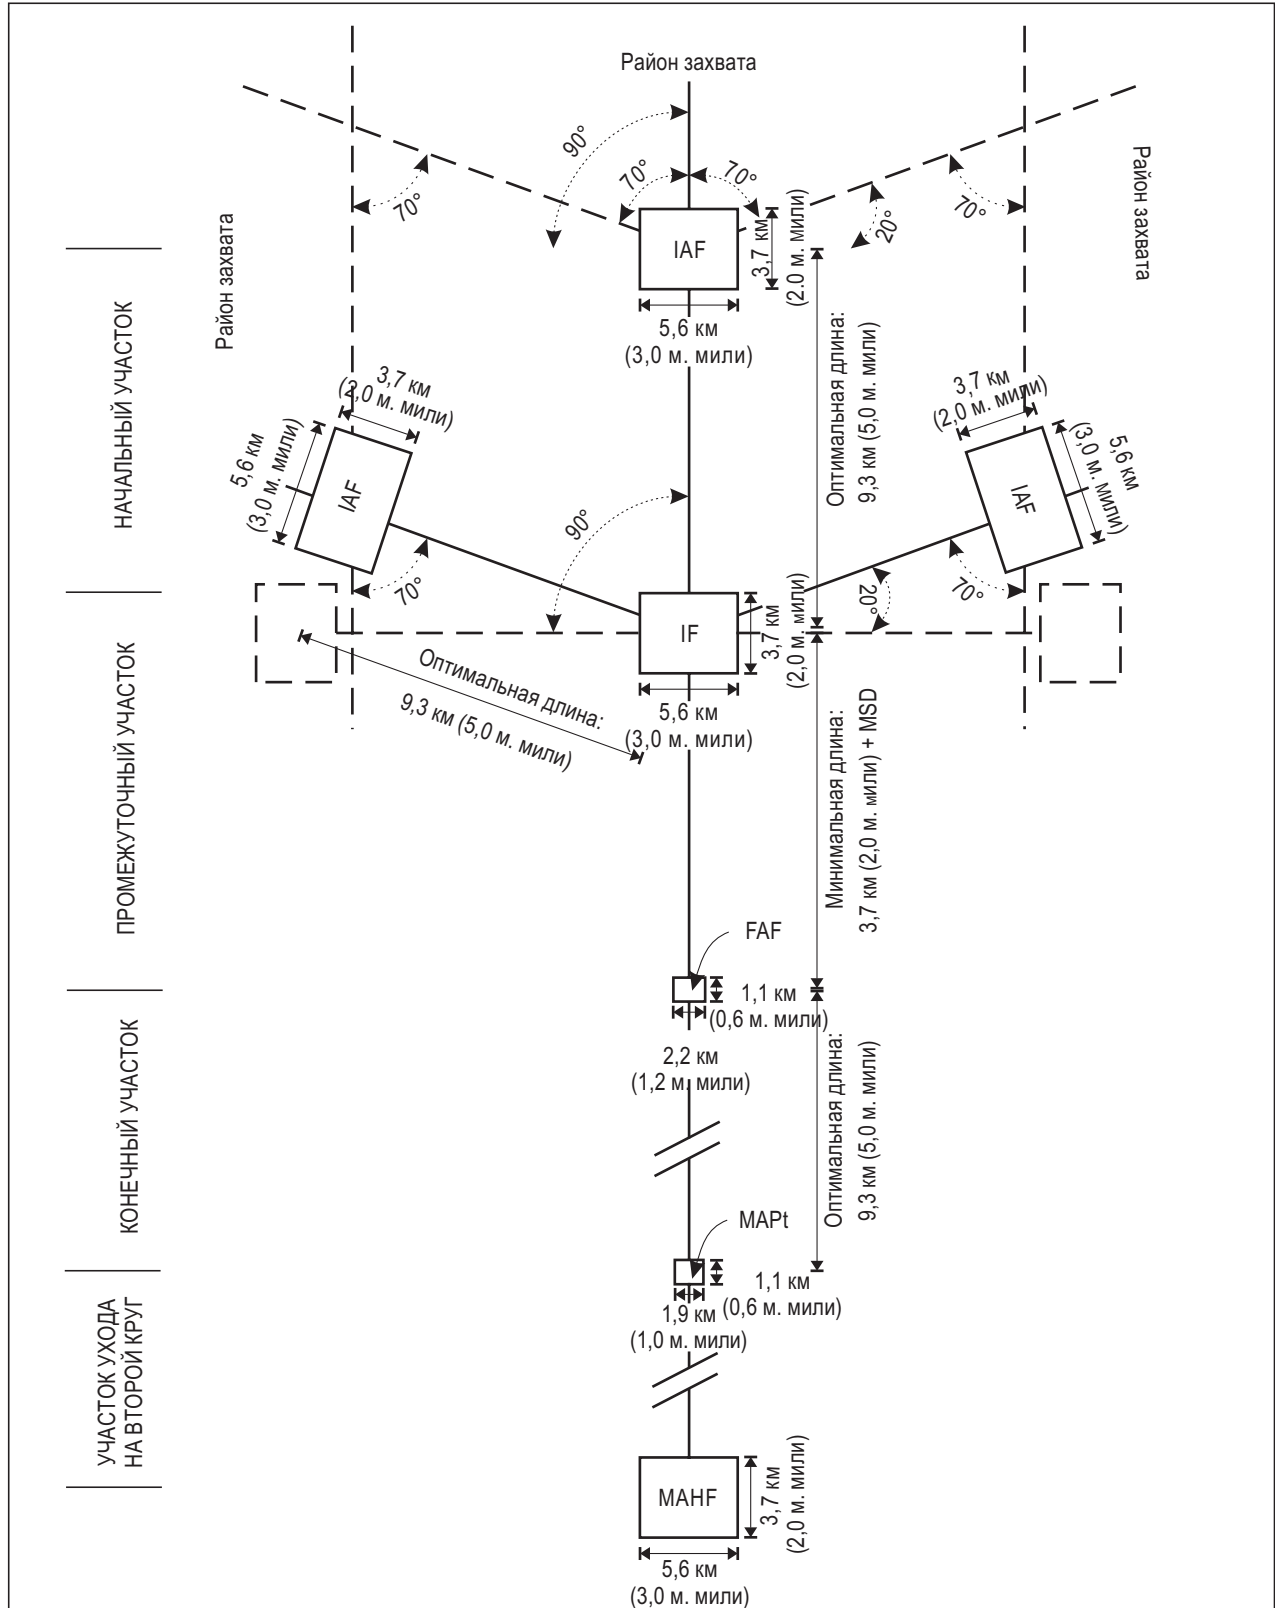 Район захвата
90°
70°
70°
70°
70°
20°
Район захвата
Район захвата
IAF
3,7 км
(2.0 м. мили)
5,6 км
(3,0 м. мили)
НАЧАЛЬНЫЙ УЧАСТОК
Оптимальная длина:
9,3 км (5,0 м. мили)
3,7 км
(2,0 м. мили)
5,6 км
(3,0 м. мили)
IAF
3,7 км
(2,0 м. мили)
5,6 км
(3,0 м. мили)
IAF
90°
70°
70°
20°
IF
3,7 км
(2,0 м. мили)
5,6 км
(3,0 м. мили)
Оптимальная длина:
9,3 км (5,0 м. мили)
ПРОМЕЖУТОЧНЫЙ УЧАСТОК
Минимальная длина:
3,7 км (2,0 м. мили) + MSD
FAF
1,1 км
(0,6 м. мили)
2,2 км
(1,2 м. мили)
КОНЕЧНЫЙ УЧАСТОК
Оптимальная длина:
9,3 км (5,0 м. мили)
MAPt
1,1 км
(0,6 м. мили)
1,9 км
(1,0 м. мили)
УЧАСТОК УХОДА
НА ВТОРОЙ КРУГ
MAHF
3,7 км
(2,0 м. мили)
5,6 км
(3,0 м. мили)